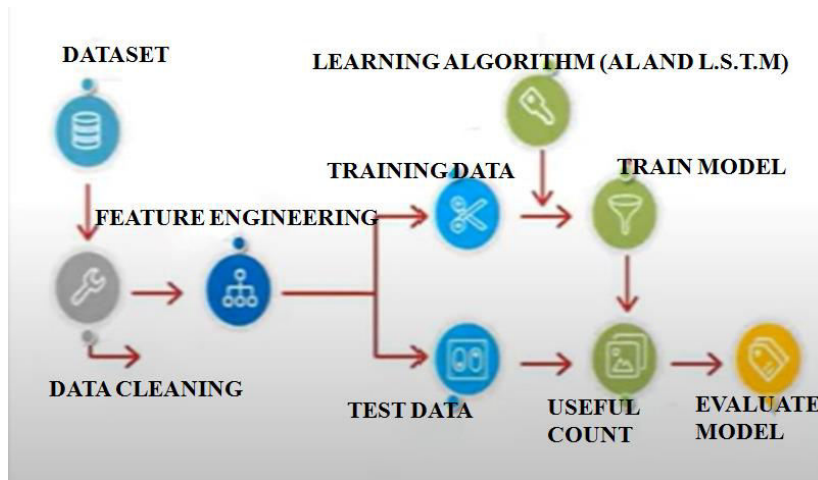 DATASET
LEARNING ALGORITHM (AL AND L.S.T.M)
TRAINING DATA
TRAIN MODEL
FEATURE ENGINEERING
DATA CLEANING
TEST DATA
USEFUL
COUNT
EVALUATE
MODEL